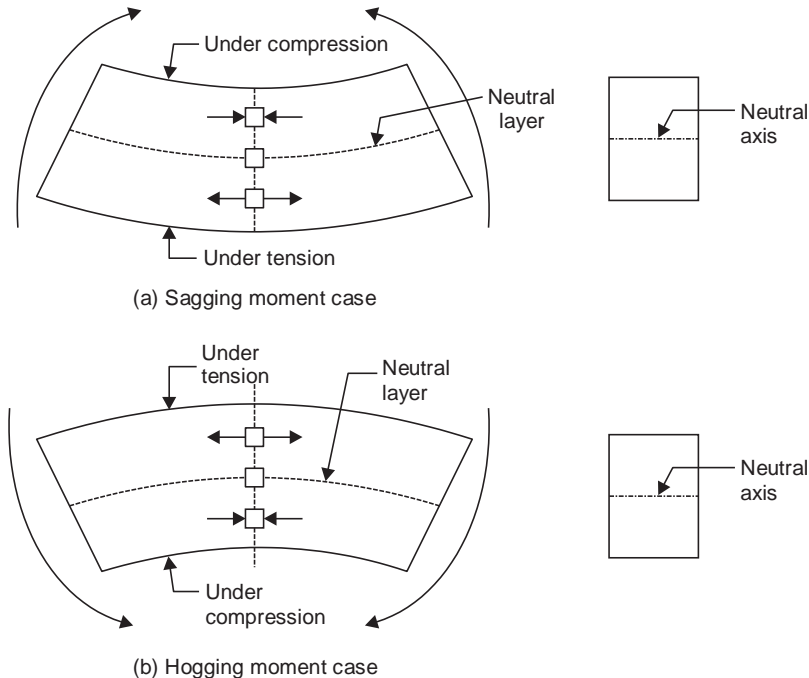 Under compression
Neutral
layer
Neutral
axis
Under tension
(a) Sagging moment case
Under
tension
Neutral
layer
Neutral
axis
Under
compression
(b) Hogging moment case